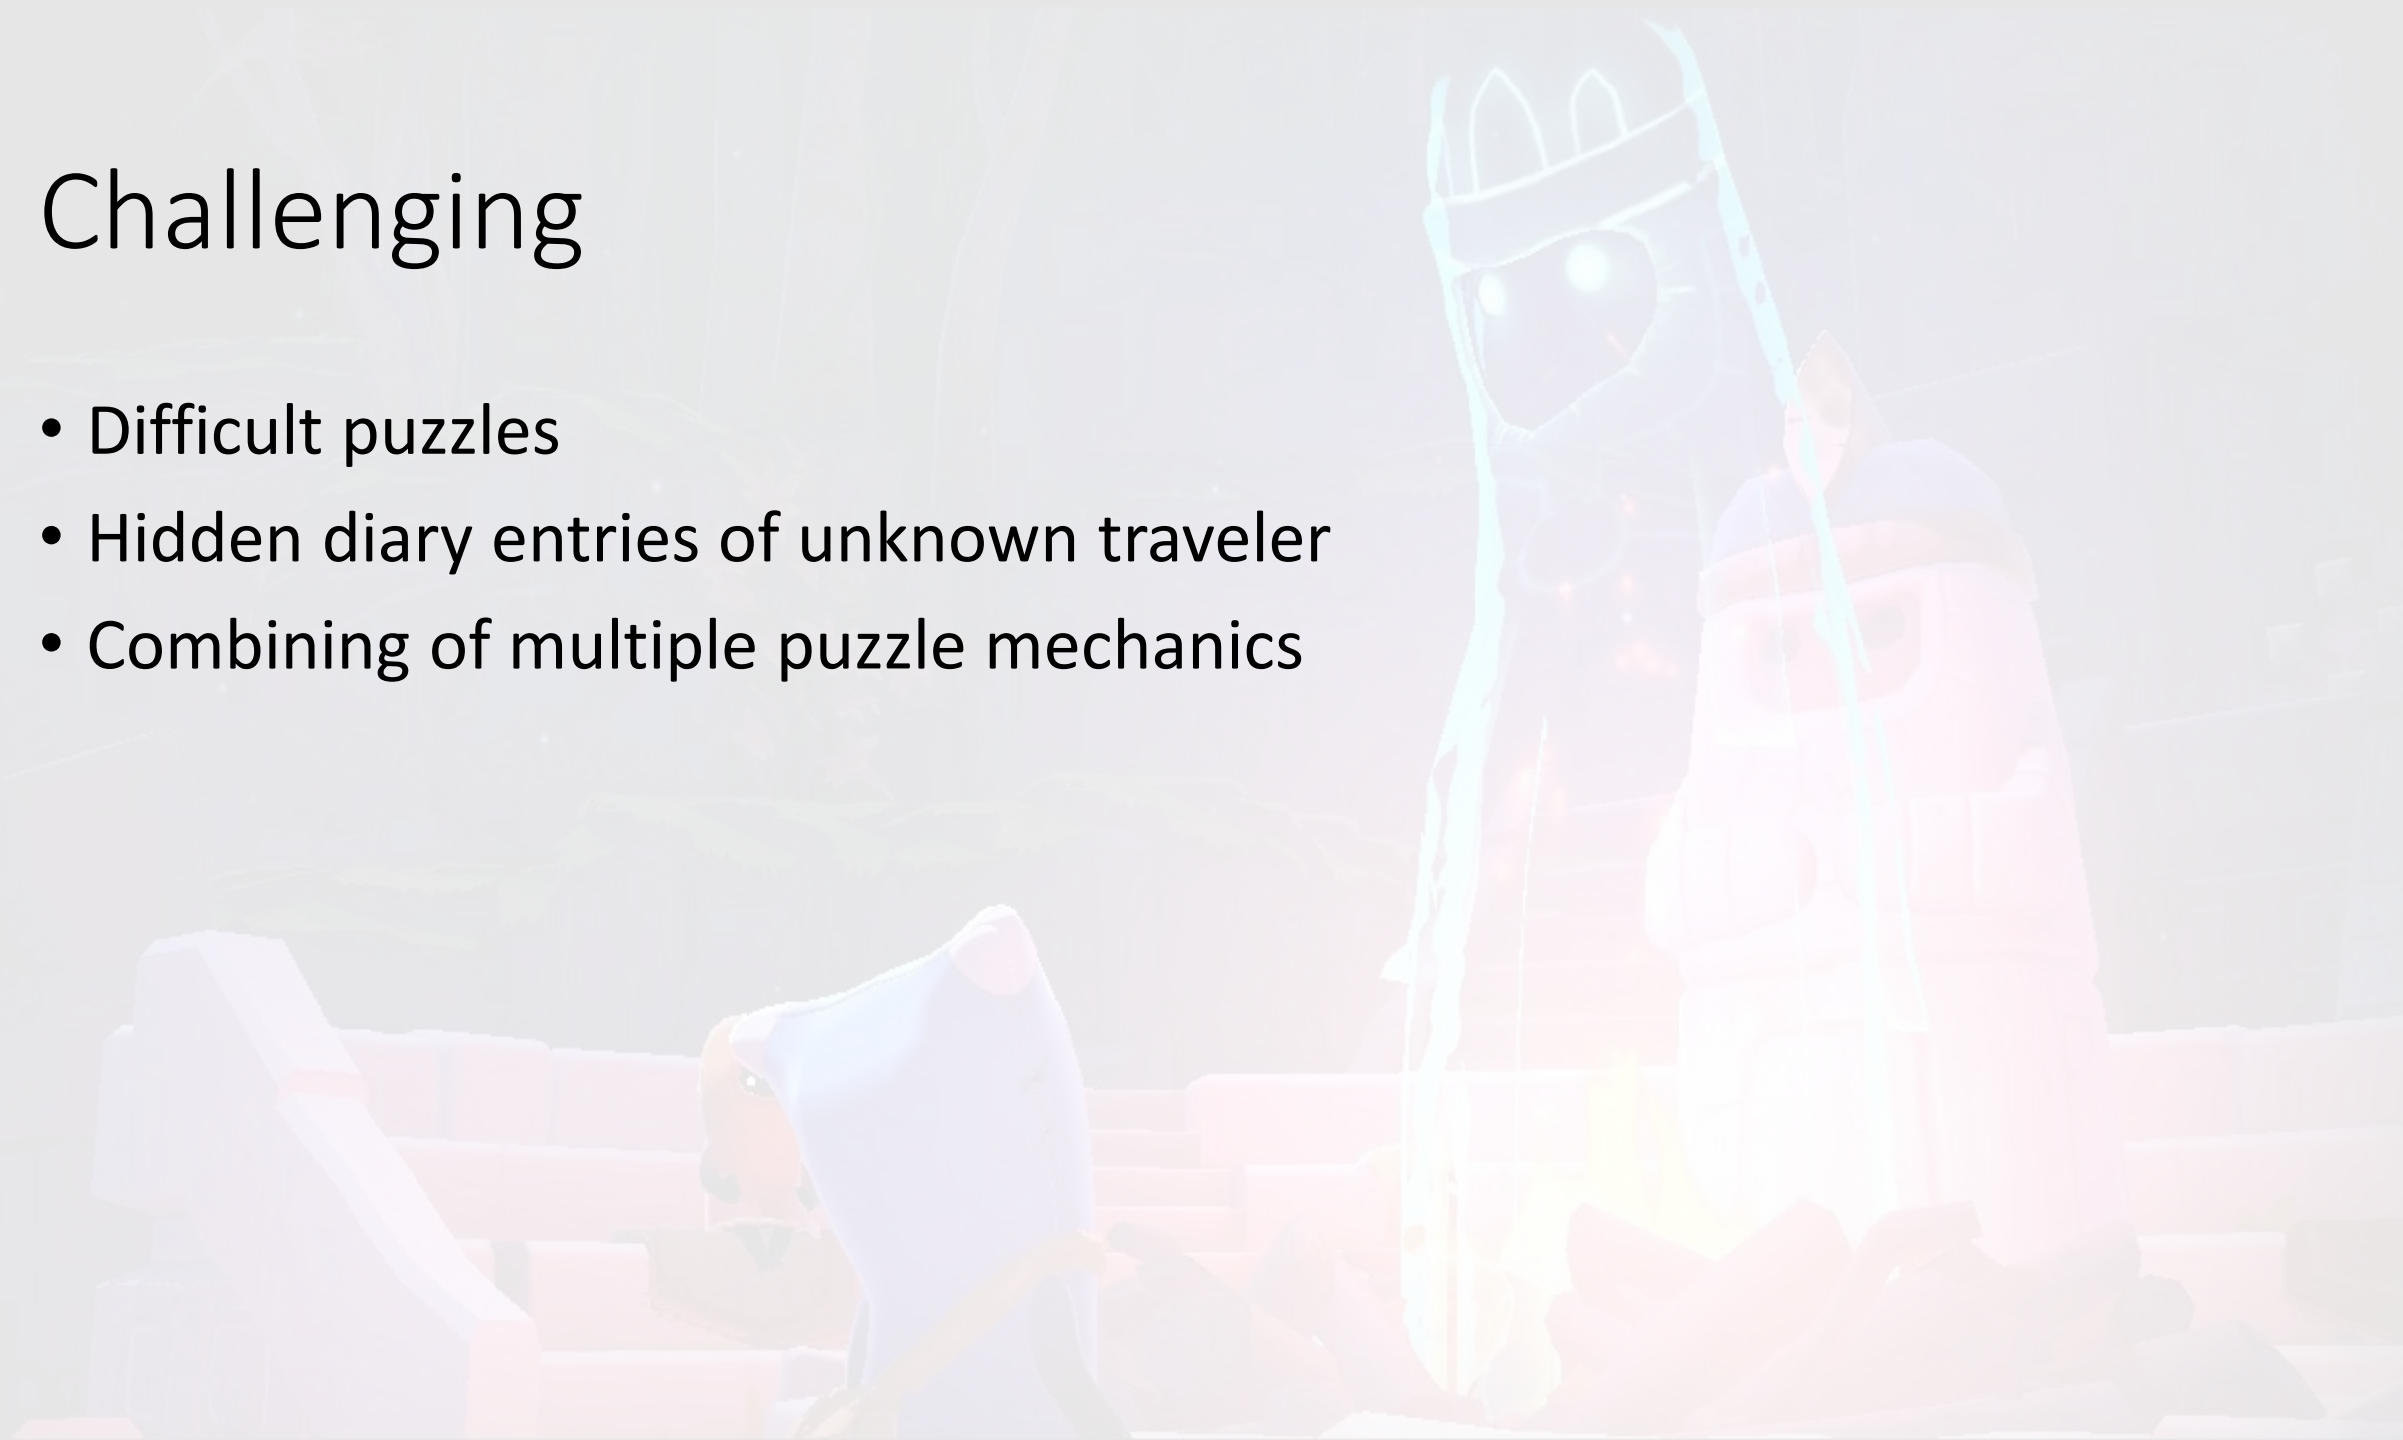 Challenging
• Difficult puzzles
• Hidden diary entries of unknown traveler
• Combining of multiple puzzle mechanics